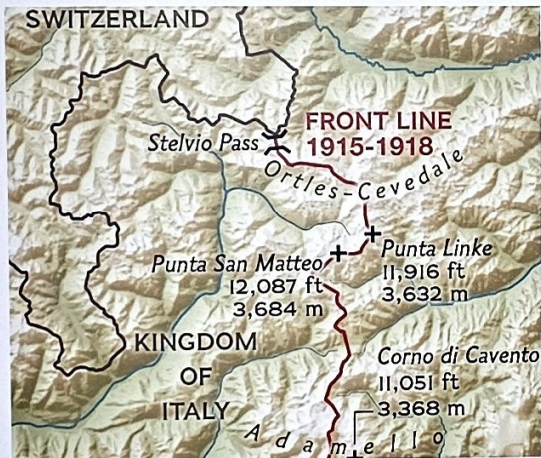 SWITZERLAND
Stelvio Pass
FRONT LINE
1915-1918
Ortles-Cevedale
Punta San Matteo
12,087 ft
3,684 m
Punta Linke
11,916 ft
3,632 m
KINGDOM
OF
ITALY
Corno di Cavento
11,051 ft
3,368 m
Adamello